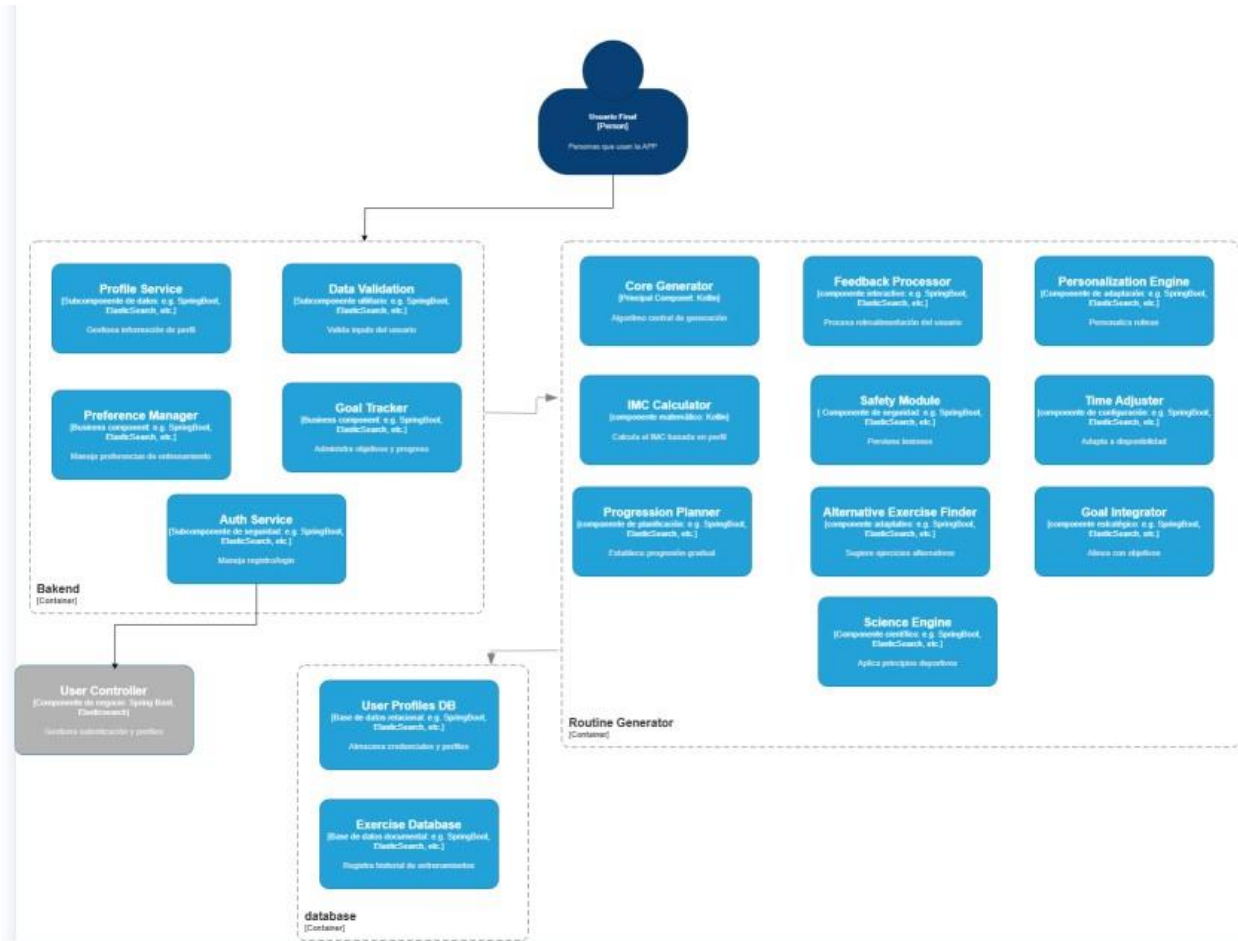 Usuario Final
[Person]
Personas que usan la APP
Profile Service
[Subcomponente de datos: e.g. SpringBoot,
ElasticSearch, etc.]
Gestiona información de perfil
Data Validation
[Subcomponente utilitario: e.g. SpringBoot,
ElasticSearch, etc.]
Valida inputs del usuario
Preference Manager
[Business component: e.g. SpringBoot,
ElasticSearch, etc.]
Maneja preferencias de entrenamiento
Goal Tracker
[Business component: e.g. SpringBoot,
ElasticSearch, etc.]
Administra objetivos y progreso
Auth Service
[Subcomponente de seguridad: e.g. SpringBoot,
ElasticSearch, etc.]
Maneja registro/login
Bakend
[Container]
User Controller
[Componente de negocio: Spring Boot,
Elasticsearch]
Gestiona autenticación y perfiles
Core Generator
[Principal Componet: Kotlin]
Algoritmo central de generación
Feedback Processor
[componente interactivo: e.g. SpringBoot,
ElasticSearch, etc.]
Procesa retroalimentación del usuario
Personalization Engine
[Componente de adaptación: e.g. SpringBoot,
ElasticSearch, etc.]
Personaliza rutinas
IMC Calculator
[componente matemático: Kotlin]
Calcula el IMC basada en perfil
Safety Module
[ Componente de seguridad: e.g. SpringBoot,
ElasticSearch, etc.]
Previene lesiones
Time Adjuster
[componente de configuración: e.g. SpringBoot,
ElasticSearch, etc.]
Adapta a disponibilidad
Progression Planner
[componente de planificación: e.g. SpringBoot,
ElasticSearch, etc.]
Establece progresión gradual
Alternative Exercise Finder
[componente adaptativo: e.g. SpringBoot,
ElasticSearch, etc.]
Sugiere ejercicios alternativos
Goal Integrator
[componente estratégico: e.g. SpringBoot,
ElasticSearch, etc.]
Alinea con objetivos
Science Engine
[Componente científico: e.g. SpringBoot,
ElasticSearch, etc.]
Aplica principios deportivos
Routine Generator
[Container]
User Profiles DB
[Base de datos relacional: e.g. SpringBoot,
ElasticSearch, etc.]
Almacena credenciales y perfiles
Exercise Database
[Base de datos documental: e.g. SpringBoot,
ElasticSearch, etc.]
Registra historial de entrenamientos
database
[Container]